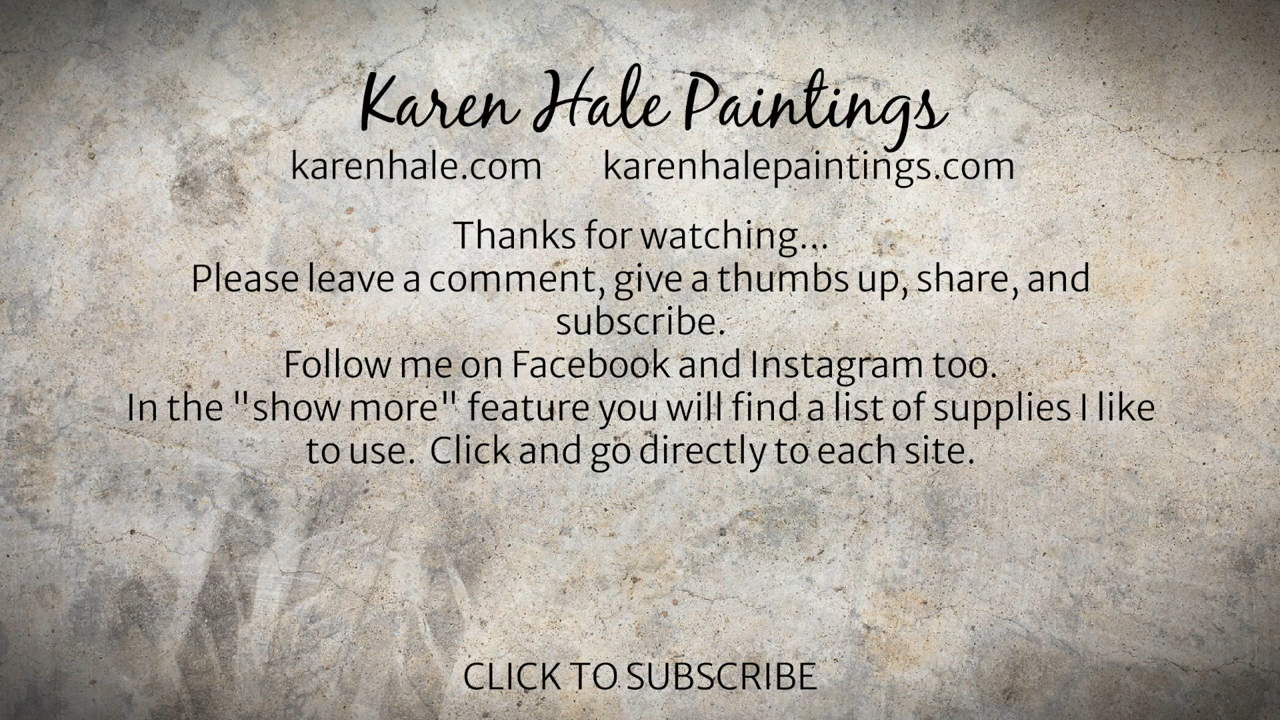 Karen Hale Paintings
karenhale.com karenhalepaintings.com
Thanks for watching...
Please leave a comment, give a thumbs up, share, and
subscribe.
Follow me on Facebook and Instagram too.
In the "show more" feature you will find a list of supplies I like
to use. Click and go directly to each site.
CLICK TO SUBSCRIBE